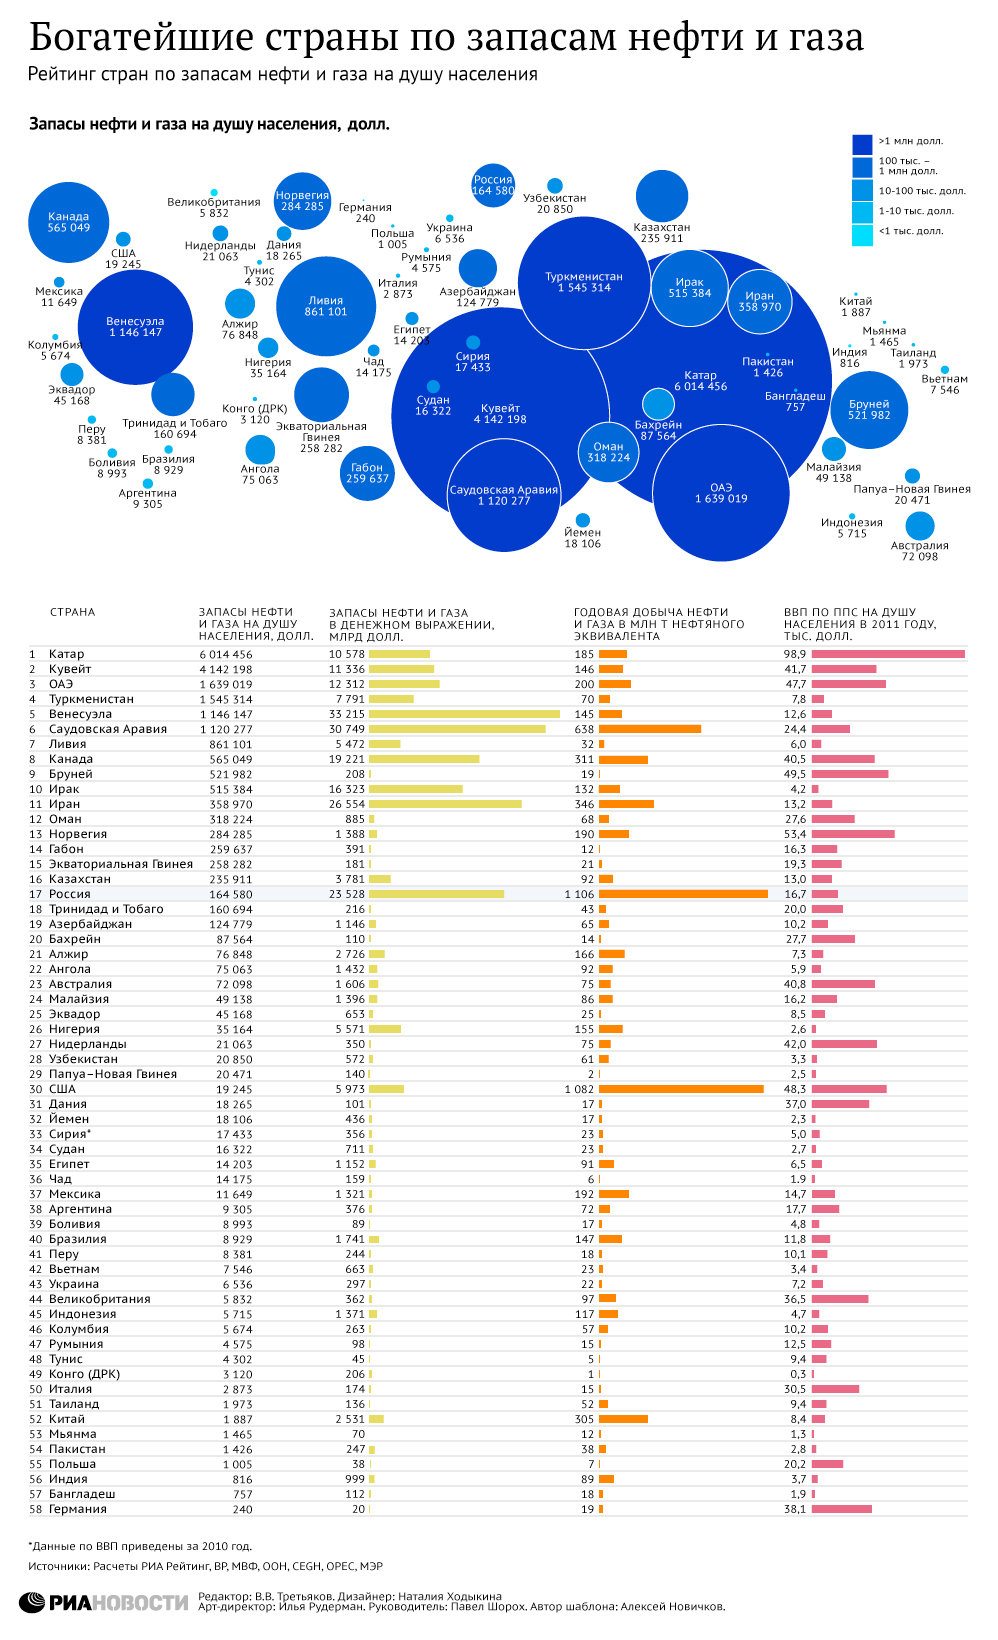 Богатейшие страны по запасам нефти и газа
Рейтинг стран по запасам нефти и газа на душу населения
Запасы нефти и газа на душу населения, долл.
>1 млн долл.
100 тыс. –
1 млн долл.
10-100 тыс. долл.
1-10 тыс. долл.
<1 тыс. долл.
Канада
565 049
США
19 245
Мексика
11 649
Венесуэла
1 146 147
Колумбия
5 674
Эквадор
45 168
Перу
8 381
Боливия
8 993
Тринидад и Тобаго
160 694
Бразилия
8 929
Аргентина
9 305
Великобритания
5 832
Норвегия
284 285
Германия
240
Нидерланды
21 063
Дания
18 265
Польша
1 005
Украина
6 536
Тунис
4 302
Румыния
4 575
Италия
2 873
Алжир
76 848
Ливия
861 101
Египет
14 203
Нигерия
35 164
Чад
14 175
Конго (ДРК)
3 120
Экваториальная
Гвинея
258 282
Ангола
75 063
Габон
259 637
Россия
164 580
Узбекистан
20 850
Казахстан
235 911
Азербайджан
124 779
Туркменистан
1 545 314
Ирак
515 384
Иран
358 970
Сирия
17 433
Судан
16 322
Кувейт
4 142 198
Катар
6 014 456
Пакистан
1 426
Бангладеш
757
Бахрейн
87 564
Оман
318 224
Саудовская Аравия
1 120 277
ОАЭ
1 639 019
Йемен
18 106
Китай
1 887
Мьянма
1 465
Индия
816
Таиланд
1 973
Вьетнам
7 546
Бруней
521 982
Малайзия
49 138
Папуа–Новая Гвинея
20 471
Индонезия
5 715
Австралия
72 098
СТРАНА
ЗАПАСЫ НЕФТИ
И ГАЗА НА ДУШУ
НАСЕЛЕНИЯ, ДОЛЛ.
ЗАПАСЫ НЕФТИ И ГАЗА
В ДЕНЕЖНОМ ВЫРАЖЕНИИ,
МЛРД ДОЛЛ.
ГОДОВАЯ ДОБЫЧА НЕФТИ
И ГАЗА В МЛН Т НЕФТЯНОГО
ЭКВИВАЛЕНТА
ВВП ПО ППС НА ДУШУ
НАСЕЛЕНИЯ В 2011 ГОДУ,
ТЫС. ДОЛЛ.
1 Катар 6 014 456 10 578 185 98,9
2 Кувейт 4 142 198 11 336 146 41,7
3 ОАЭ 1 639 019 12 312 200 47,7
4 Туркменистан 1 545 314 7 791 70 7,8
5 Венесуэла 1 146 147 33 215 145 12,6
6 Саудовская Аравия 1 120 277 30 749 638 24,4
7 Ливия 861 101 5 472 32 6,0
8 Канада 565 049 19 221 311 40,5
9 Бруней 521 982 208 19 49,5
10 Ирак 515 384 16 323 132 4,2
11 Иран 358 970 26 554 346 13,2
12 Оман 318 224 885 68 27,6
13 Норвегия 284 285 1 388 190 53,4
14 Габон 259 637 391 12 16,3
15 Экваториальная Гвинея 258 282 181 21 19,3
16 Казахстан 235 911 3 781 92 13,0
17 Россия 164 580 23 528 1 106 16,7
18 Тринидад и Тобаго 160 694 216 43 20,0
19 Азербайджан 124 779 1 146 65 10,2
20 Бахрейн 87 564 110 14 27,7
21 Алжир 76 848 2 726 166 7,3
22 Ангола 75 063 1 432 92 5,9
23 Австралия 72 098 1 606 75 40,8
24 Малайзия 49 138 1 396 86 16,2
25 Эквадор 45 168 653 25 8,5
26 Нигерия 35 164 5 571 155 2,6
27 Нидерланды 21 063 350 75 42,0
28 Узбекистан 20 850 572 61 3,3
29 Папуа–Новая Гвинея 20 471 140 2 2,5
30 США 19 245 5 973 1 082 48,3
31 Дания 18 265 101 17 37,0
32 Йемен 18 106 436 17 2,3
33 Сирия* 17 433 356 23 5,0
34 Судан 16 322 711 23 2,7
35 Египет 14 203 1 152 91 6,5
36 Чад 14 175 159 6 1,9
37 Мексика 11 649 1 321 192 14,7
38 Аргентина 9 305 376 72 17,7
39 Боливия 8 993 89 17 4,8
40 Бразилия 8 929 1 741 147 11,8
41 Перу 8 381 244 18 10,1
42 Вьетнам 7 546 663 23 3,4
43 Украина 6 536 297 22 7,2
44 Великобритания 5 832 362 97 36,5
45 Индонезия 5 715 1 371 117 4,7
46 Колумбия 5 674 263 57 10,2
47 Румыния 4 575 98 15 12,5
48 Тунис 4 302 45 5 9,4
49 Конго (ДРК) 3 120 206 1 0,3
50 Италия 2 873 174 15 30,5
51 Таиланд 1 973 136 52 9,4
52 Китай 1 887 2 531 305 8,4
53 Мьянма 1 465 70 12 1,3
54 Пакистан 1 426 247 38 2,8
55 Польша 1 005 38 7 20,2
56 Индия 816 999 89 3,7
57 Бангладеш 757 112 18 1,9
58 Германия 240 20 19 38,1
*Данные по ВВП приведены за 2010 год.
Источники: Расчеты РИА Рейтинг, BP, МВФ, ООН, CEGH, OPEC, МЭР
РИАНОВОСТИ
Редактор: В.В. Третьяков. Дизайнер: Наталия Ходыкина
Арт-директор: Илья Рудерман. Руководитель: Павел Шорох. Автор шаблона: Алексей Новичков.